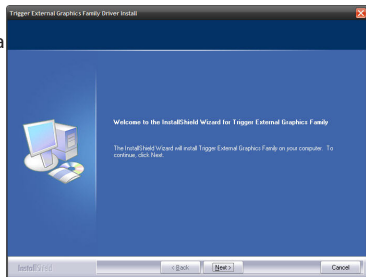 Trigger External Graphics Family Driver Install
a
Welcome to the InstallShield Wizard for Trigger External Graphics Family
The InstallShield Wizard will install Trigger External Graphics Family on your computer. To
continue, click Next.
InstallShield
< Back
Next >
Cancel